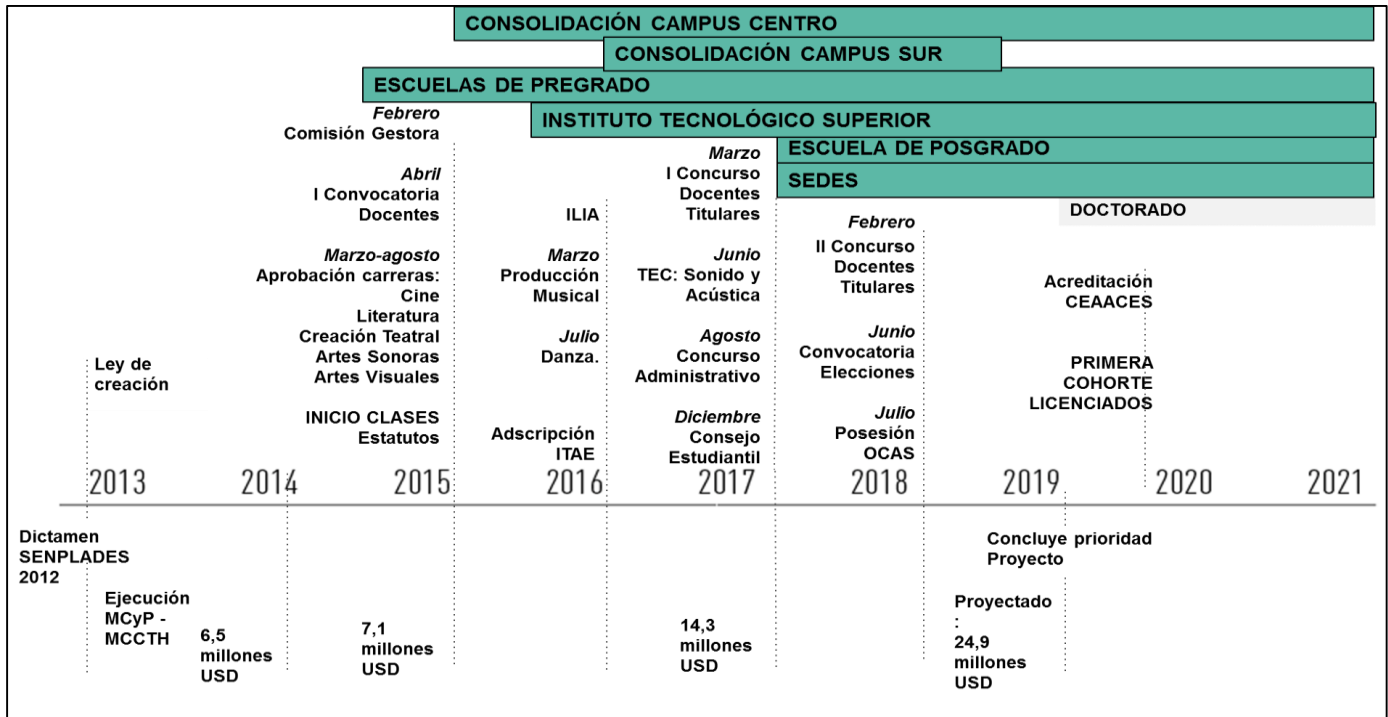 CONSOLIDACIÓN CAMPUS CENTRO
CONSOLIDACIÓN CAMPUS SUR
ESCUELAS DE PREGRADO
INSTITUTO TECNOLÓGICO SUPERIOR
ESCUELA DE POSGRADO
SEDES
DOCTORADO
Ley de
creación
Febrero
Comisión Gestora
Abril
I Convocatoria
Docentes
Marzo-agosto
Aprobación carreras:
Cine
Literatura
Creación Teatral
Artes Sonoras
Artes Visuales
INICIO CLASES
Estatutos
ILIA
Marzo
Producción
Musical
Julio
Danza.
Adscripción
ITAE
Marzo
I Concurso
Docentes
Titulares
Junio
TEC: Sonido y
Acústica
Agosto
Concurso
Administrativo
Diciembre
Consejo
Estudiantil
Febrero
II Concurso
Docentes
Titulares
Junio
Convocatoria
Elecciones
Julio
Posesión
OCAS
Acreditación
CEAACES
PRIMERA
COHORTE
LICENCIADOS
2013 2014 2015 2016 2017 2018 2019 2020 2021
Dictamen
SENPLADES
2012
Ejecución
MCyP -
MCCTH
6,5
millones
USD
7,1
millones
USD
14,3
millones
USD
Concluye prioridad
Proyecto
Proyectado
:
24,9
millones
USD